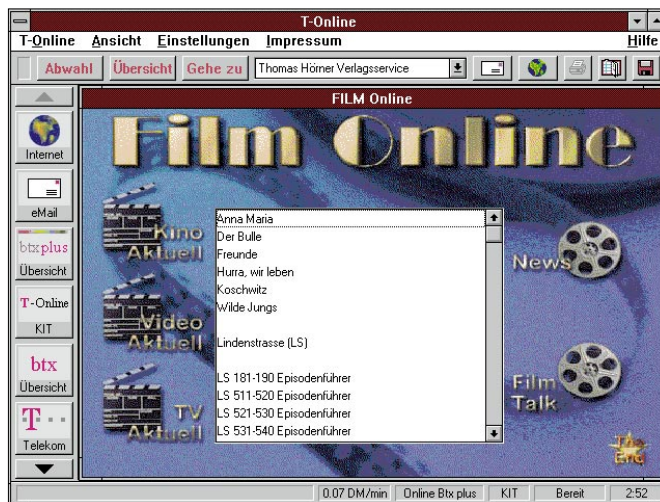 T-Online
T-Online Ansicht Einstellungen Impressum Hilfe
Abwahl Übersicht Gehe zu Thomas Hörner Verlagsservice
FILM Online
Film Online
Internet
eMail
btxplus
Übersicht
T-Online
KIT
btx
Übersicht
T
Telekom
Kino
Aktuell
Video
Aktuell
TV
Aktuell
Anna Maria
Der Bulle
Freunde
Hurra, wir leben
Koschwitz
Wilde Jungs
Lindenstrasse (LS)
LS 181-190 Episodenführer
LS 511-520 Episodenführer
LS 521-530 Episodenführer
LS 531-540 Episodenführer
News
Film
Talk
The
End
0.07 DM/min Online Btx plus KIT Bereit 2:52